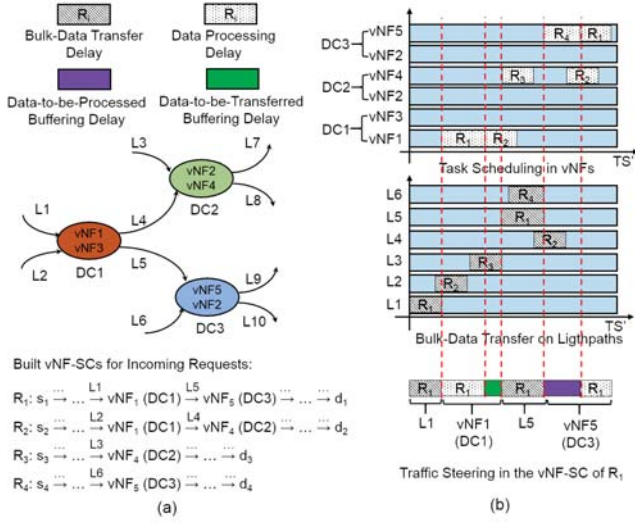 (a)
R_i
Bulk-Data Transfer
Delay
R_i
Data Processing
Delay
Data-to-be-Processed
Buffering Delay
Data-to-be-Transferred
Buffering Delay
L3
L7
vNF2
vNF4
L8
DC2
L1
L4
vNF1
vNF3
DC1
L2
L5
L9
vNF5
vNF2
L6
DC3
L10
Built vNF-SCs for Incoming Requests:
R₁: s₁ →^... ... →^L1 vNF₁ (DC1) →^L5 vNF₅ (DC3) →^... ... →^... d₁
R₂: s₂ →^... ... →^L2 vNF₁ (DC1) →^L4 vNF₄ (DC2) →^... ... →^... d₂
R₃: s₃ →^... ... →^L3 vNF₄ (DC2) →^... ... →^... d₃
R₄: s₄ →^... ... →^L6 vNF₅ (DC3) →^... ... →^... d₄
(a)
(b)
DC3 vNF5 R₄ R₁
vNF2
DC2 vNF4 R₃ R₂
vNF2
DC1 vNF3
vNF1 R₁ R₂
TS'
Task Scheduling in vNFs
L6 R₄
L5 R₁
L4 R₂
L3 R₃
L2 R₂
L1 R₁
TS'
Bulk-Data Transfer on Ligthpaths
R₁ R₁ R₁ R₁
L1 vNF1 L5 vNF5
(DC1) (DC3)
Traffic Steering in the vNF-SC of R₁
(b)